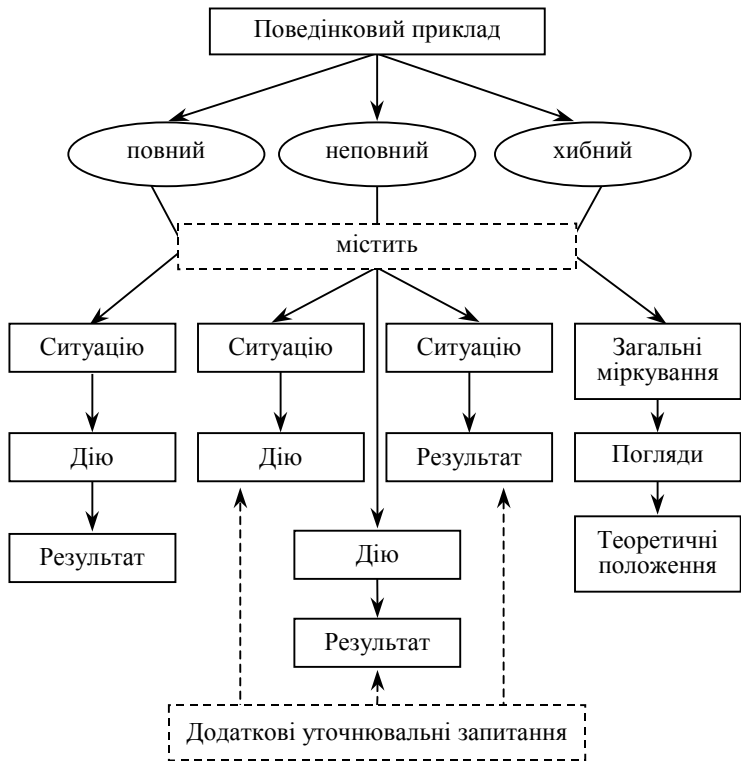 Поведінковий приклад
повний
неповний
хибний
містить
Ситуацію
Ситуацію
Ситуацію
Загальні
міркування
Дію
Дію
Результат
Погляди
Результат
Дію
Теоретичні
положення
Результат
Додаткові уточнювальні запитання